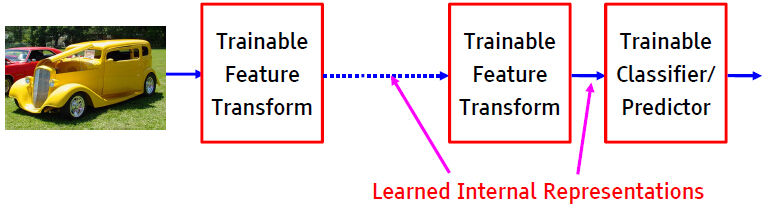 Trainable
Feature
Transform
Trainable
Feature
Transform
Trainable
Classifier/
Predictor
Learned Internal Representations